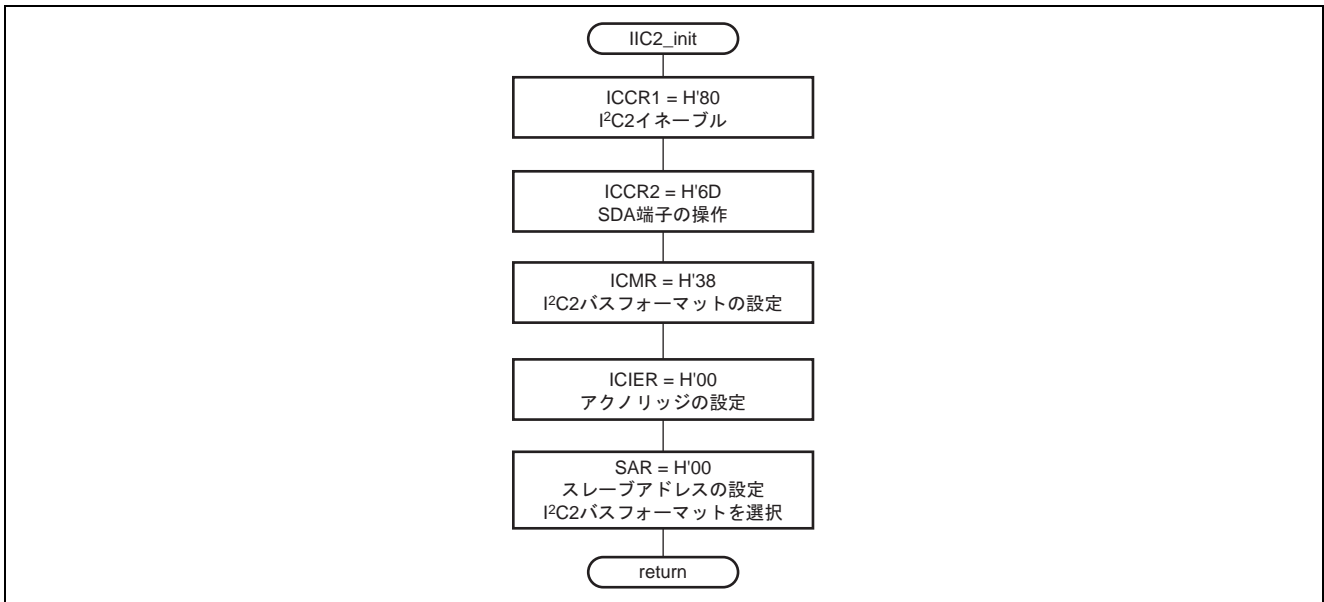 IIC2_init
ICCR1 = H'80
I²C2イネーブル
ICCR2 = H'6D
SDA端子の操作
ICMR = H'38
I²C2バスフォーマットの設定
ICIER = H'00
アクノリッジの設定
SAR = H'00
スレーブアドレスの設定
I²C2バスフォーマットを選択
return